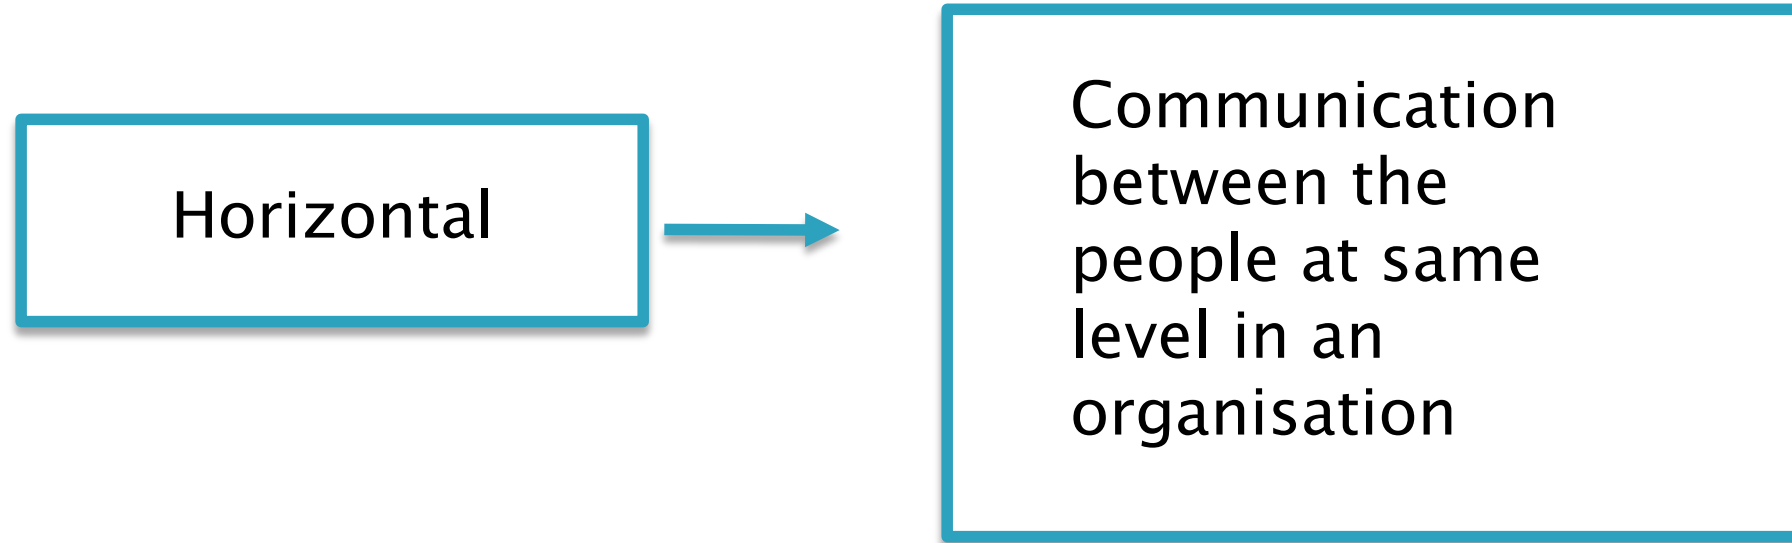 Horizontal
Communication
between the
people at same
level in an
organisation